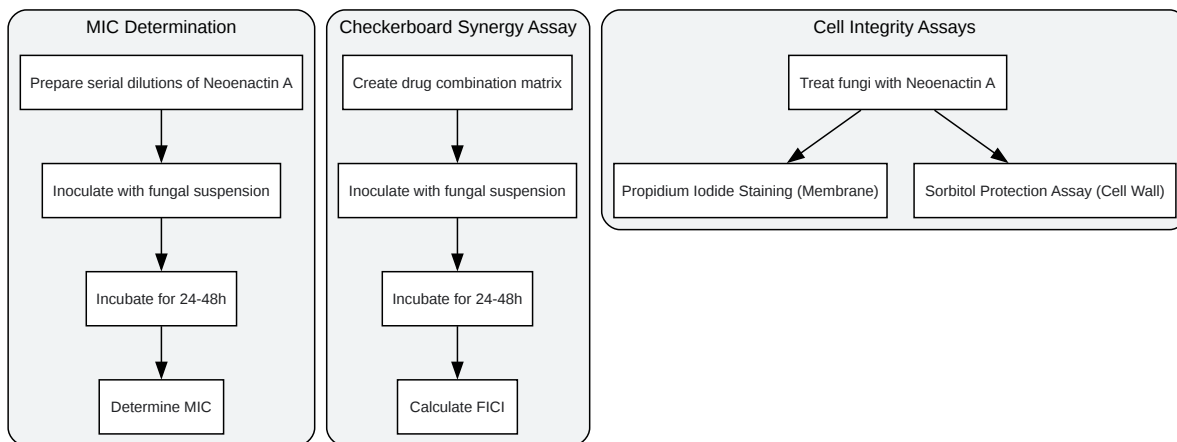 MIC Determination
Prepare serial dilutions of Neoenactin A
Inoculate with fungal suspension
Incubate for 24-48h
Determine MIC
Checkerboard Synergy Assay
Create drug combination matrix
Inoculate with fungal suspension
Incubate for 24-48h
Calculate FICI
Cell Integrity Assays
Treat fungi with Neoenactin A
Propidium Iodide Staining (Membrane)
Sorbitol Protection Assay (Cell Wall)